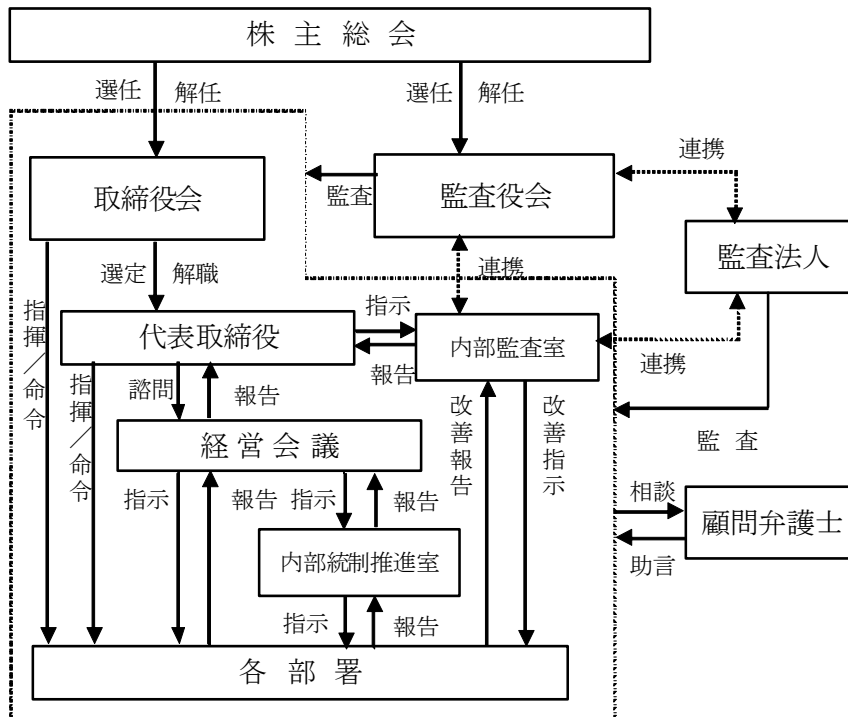 株 主 総 会
選任 解任
選任 解任
連携
取締役会
監査
監査役会
監査法人
選定 解職
連携
指揮／命令
代表取締役
指示
報告
内部監査室
連携
指揮／命令
諮問
報告
改善報告
改善指示
監 査
経 営 会 議
指示
報告
指示
報告
相談
顧問弁護士
助言
内部統制推進室
指示
報告
各 部 署